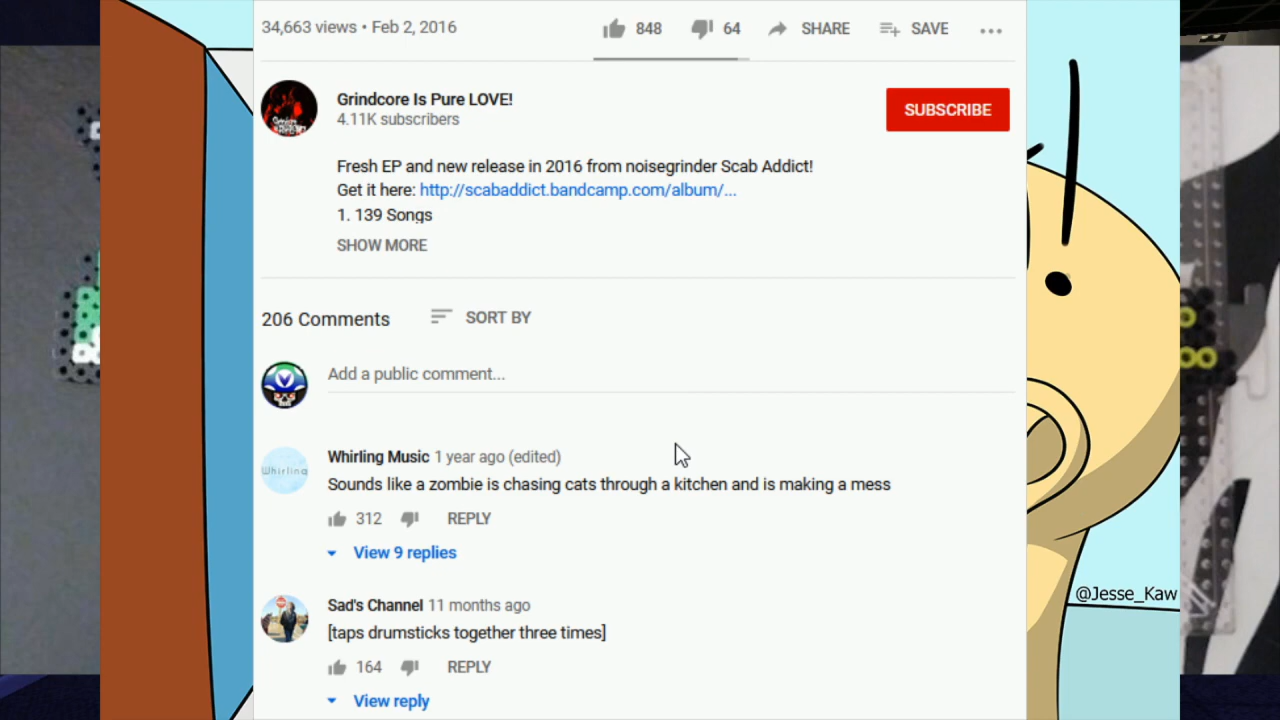 34,663 views • Feb 2, 2016
848
64
SHARE
SAVE
Grindcore Is Pure LOVE!
4.11K subscribers
SUBSCRIBE
Fresh EP and new release in 2016 from noisegrinder Scab Addict!
Get it here: http://scabaddict.bandcamp.com/album/...
1. 139 Songs
SHOW MORE
206 Comments
SORT BY
Add a public comment...
Whirling
Whirling Music 1 year ago (edited)
Sounds like a zombie is chasing cats through a kitchen and is making a mess
312
REPLY
View 9 replies
Sad's Channel 11 months ago
[taps drumsticks together three times]
164
REPLY
View reply
@Jesse_Kaw